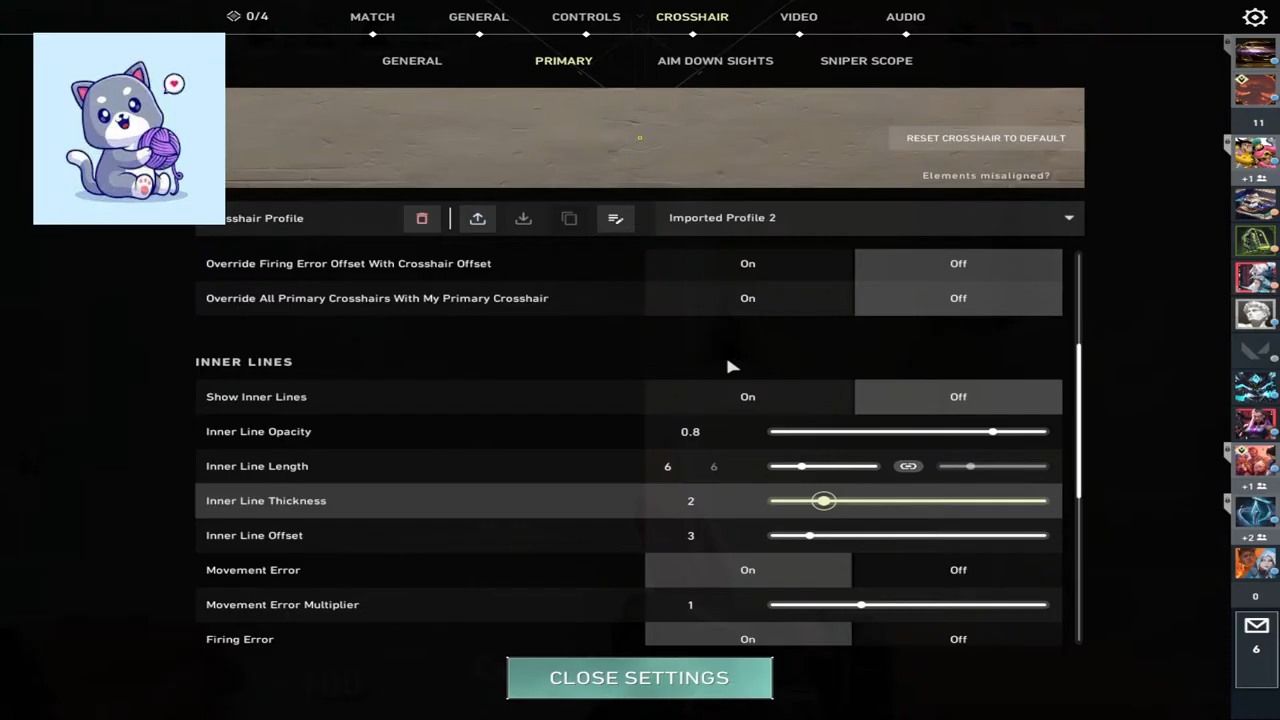 0/4
MATCH
GENERAL
CONTROLS
CROSSHAIR
VIDEO
AUDIO
GENERAL
PRIMARY
AIM DOWN SIGHTS
SNIPER SCOPE
RESET CROSSHAIR TO DEFAULT
Elements misaligned?
sshair Profile
Imported Profile 2
Override Firing Error Offset With Crosshair Offset On Off
Override All Primary Crosshairs With My Primary Crosshair On Off
INNER LINES
Show Inner Lines On Off
Inner Line Opacity 0.8
Inner Line Length 6 6
Inner Line Thickness 2
Inner Line Offset 3
Movement Error On Off
Movement Error Multiplier 1
Firing Error On Off
CLOSE SETTINGS
11
+1
+1
+2
0
6